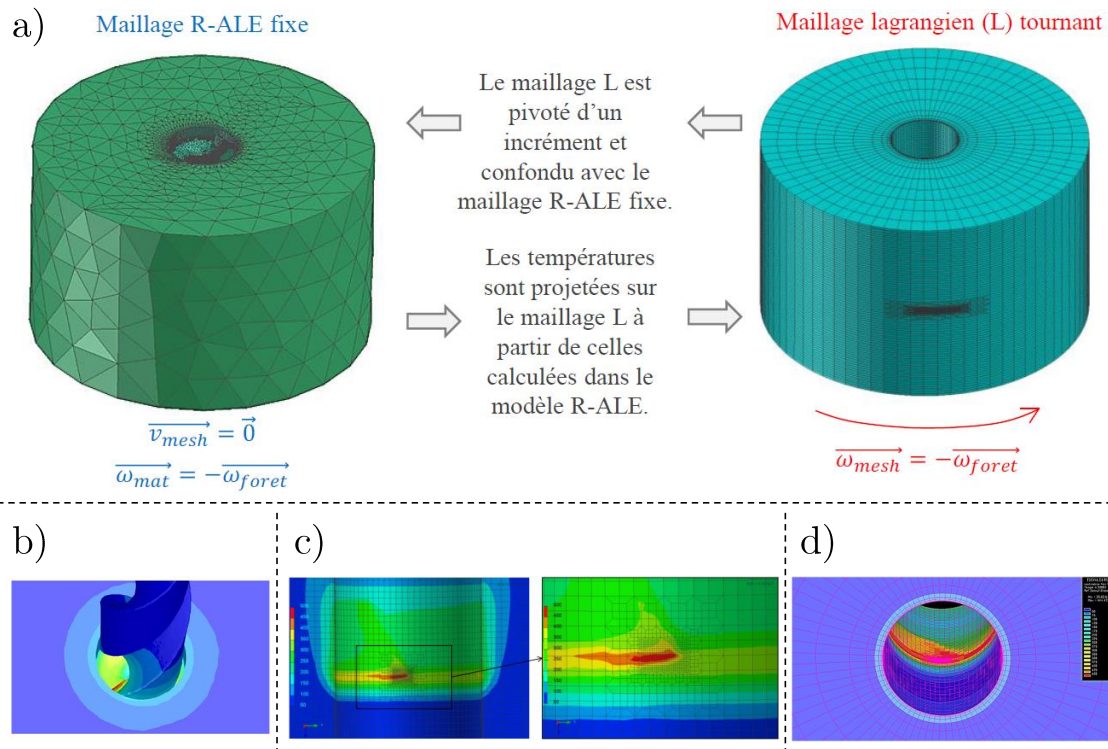 a)
Maillage R-ALE fixe
Maillage lagrangien (L) tournant
Le maillage L est
pivoté d’un
incrément et
confondu avec le
maillage R-ALE fixe.
Les températures
sont projetées sur
le maillage L à
partir de celles
calculées dans le
modèle R-ALE.
v_mesh = 0
ω_mat = −ω_foret
ω_mesh = −ω_foret
b)
c)
d)